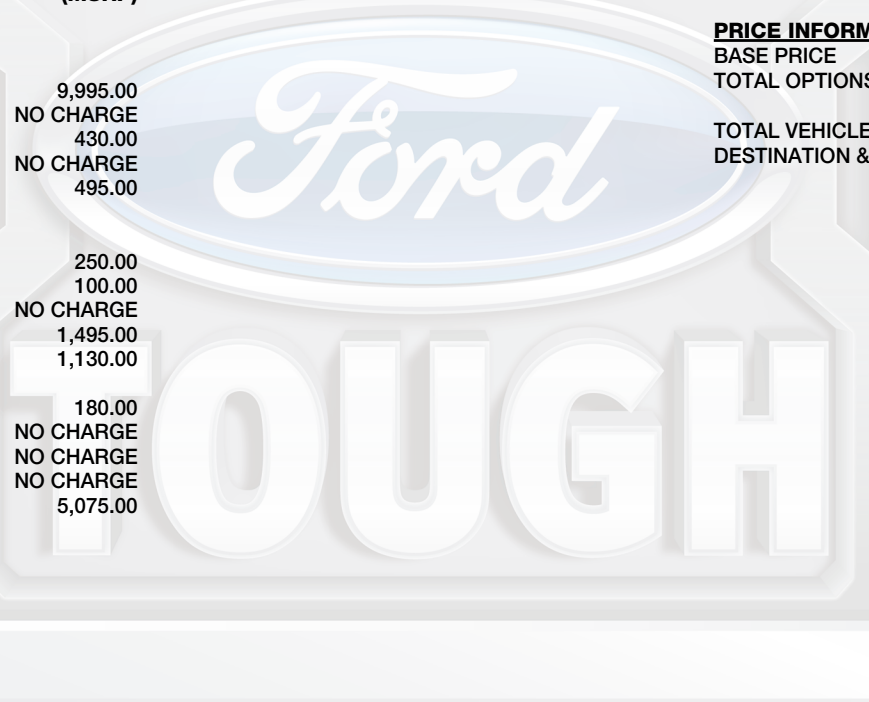 9,995.00
NO CHARGE
430.00
NO CHARGE
495.00
250.00
100.00
NO CHARGE
1,495.00
1,130.00
180.00
NO CHARGE
NO CHARGE
NO CHARGE
5,075.00
PRICE INFORM
BASE PRICE
TOTAL OPTIONS
TOTAL VEHICLE
DESTINATION &
Ford
TOUGH